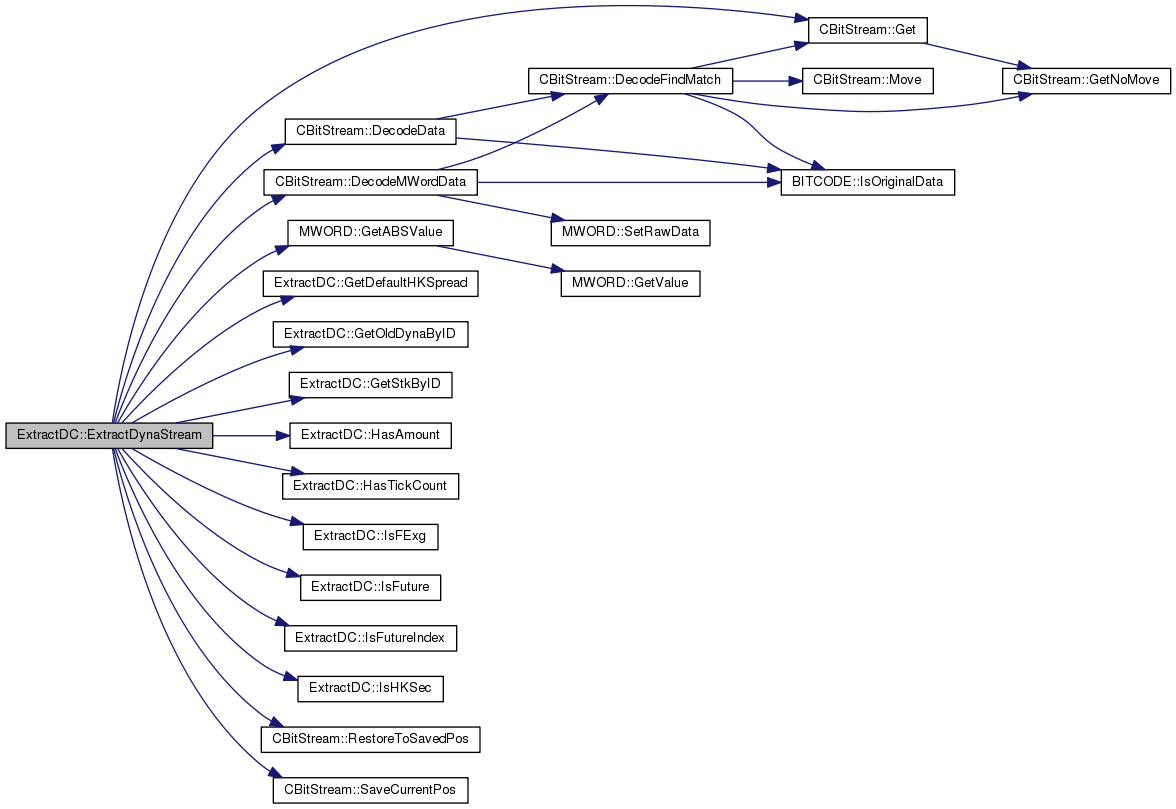 CBitStream::Get
CBitStream::DecodeFindMatch
CBitStream::Move
CBitStream::GetNoMove
CBitStream::DecodeData
CBitStream::DecodeMWordData
BITCODE::IsOriginalData
MWORD::GetABSValue
MWORD::SetRawData
ExtractDC::GetDefaultHKSpread
MWORD::GetValue
ExtractDC::GetOldDynaByID
ExtractDC::GetStkByID
ExtractDC::ExtractDynaStream
ExtractDC::HasAmount
ExtractDC::HasTickCount
ExtractDC::IsFExg
ExtractDC::IsFuture
ExtractDC::IsFutureIndex
ExtractDC::IsHKSec
CBitStream::RestoreToSavedPos
CBitStream::SaveCurrentPos